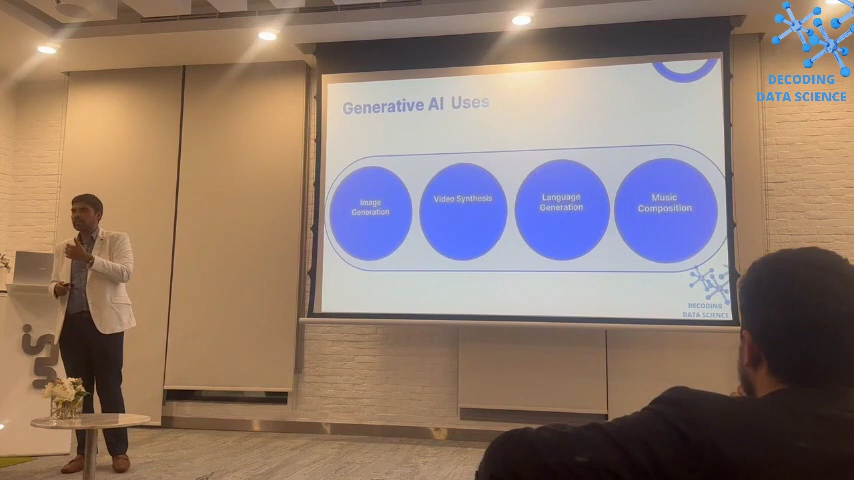 DECODING
DATA SCIENCE
Generative AI Uses
Image
Generation
Video Synthesis
Language
Generation
Music
Composition
DECODING
DATA SCIENCE